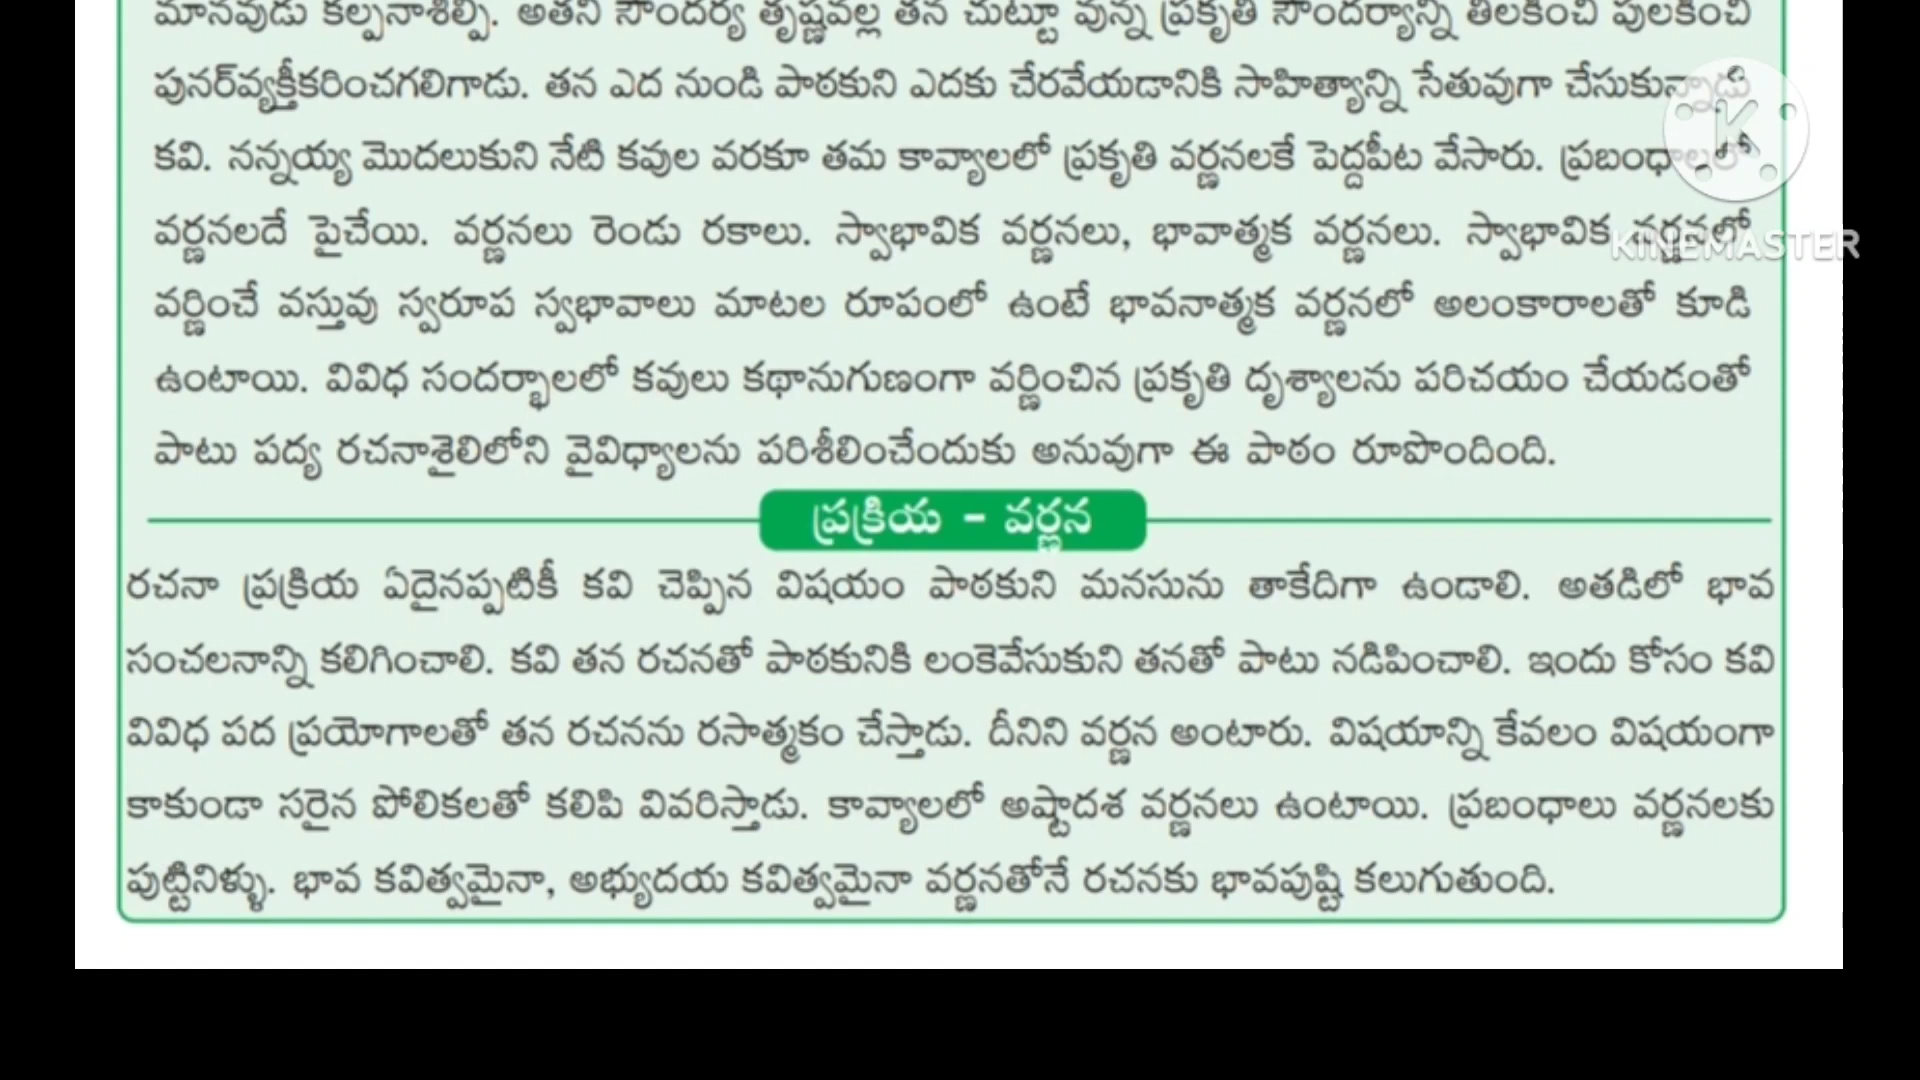 మానవుడు కల్పనాశిల్పి. అతని సౌందర్య తృష్ణవల్ల తన చుట్టూ వున్న ప్రకృతి సౌందర్యాన్ని తిలకించి పులకించి
పునర్‌వ్యక్తీకరించగలిగాడు. తన ఎద నుండి పాఠకుని ఎదకు చేరవేయడానికి సాహిత్యాన్ని సేతువుగా చేసుకున్నాడు
కవి. నన్నయ్య మొదలుకుని నేటి కవుల వరకూ తమ కావ్యాలలో ప్రకృతి వర్ణనలకే పెద్దపీట వేసారు. ప్రబంధాలలో
వర్ణనలదే పైచేయి. వర్ణనలు రెండు రకాలు. స్వాభావిక వర్ణనలు, భావాత్మక వర్ణనలు. స్వాభావిక వర్ణనలో
KINEMASTER
వర్ణించే వస్తువు స్వరూప స్వభావాలు మాటల రూపంలో ఉంటే భావనాత్మక వర్ణనలో అలంకారాలతో కూడి
ఉంటాయి. వివిధ సందర్భాలలో కవులు కథానుగుణంగా వర్ణించిన ప్రకృతి దృశ్యాలను పరిచయం చేయడంతో
పాటు పద్య రచనాశైలిలోని వైవిధ్యాలను పరిశీలించేందుకు అనువుగా ఈ పాఠం రూపొందింది.
ప్రక్రియ - వర్ణన
రచనా ప్రక్రియ ఏదైనప్పటికీ కవి చెప్పిన విషయం పాఠకుని మనసును తాకేదిగా ఉండాలి. అతడిలో భావ
సంచలనాన్ని కలిగించాలి. కవి తన రచనతో పాఠకునికి లంకెవేసుకుని తనతో పాటు నడిపించాలి. ఇందు కోసం కవి
వివిధ పద ప్రయోగాలతో తన రచనను రసాత్మకం చేస్తాడు. దీనిని వర్ణన అంటారు. విషయాన్ని కేవలం విషయంగా
కాకుండా సరైన పోలికలతో కలిపి వివరిస్తాడు. కావ్యాలలో అష్టాదశ వర్ణనలు ఉంటాయి. ప్రబంధాలు వర్ణనలకు
పుట్టినిళ్ళు. భావ కవిత్వమైనా, అభ్యుదయ కవిత్వమైనా వర్ణనతోనే రచనకు భావపుష్టి కలుగుతుంది.